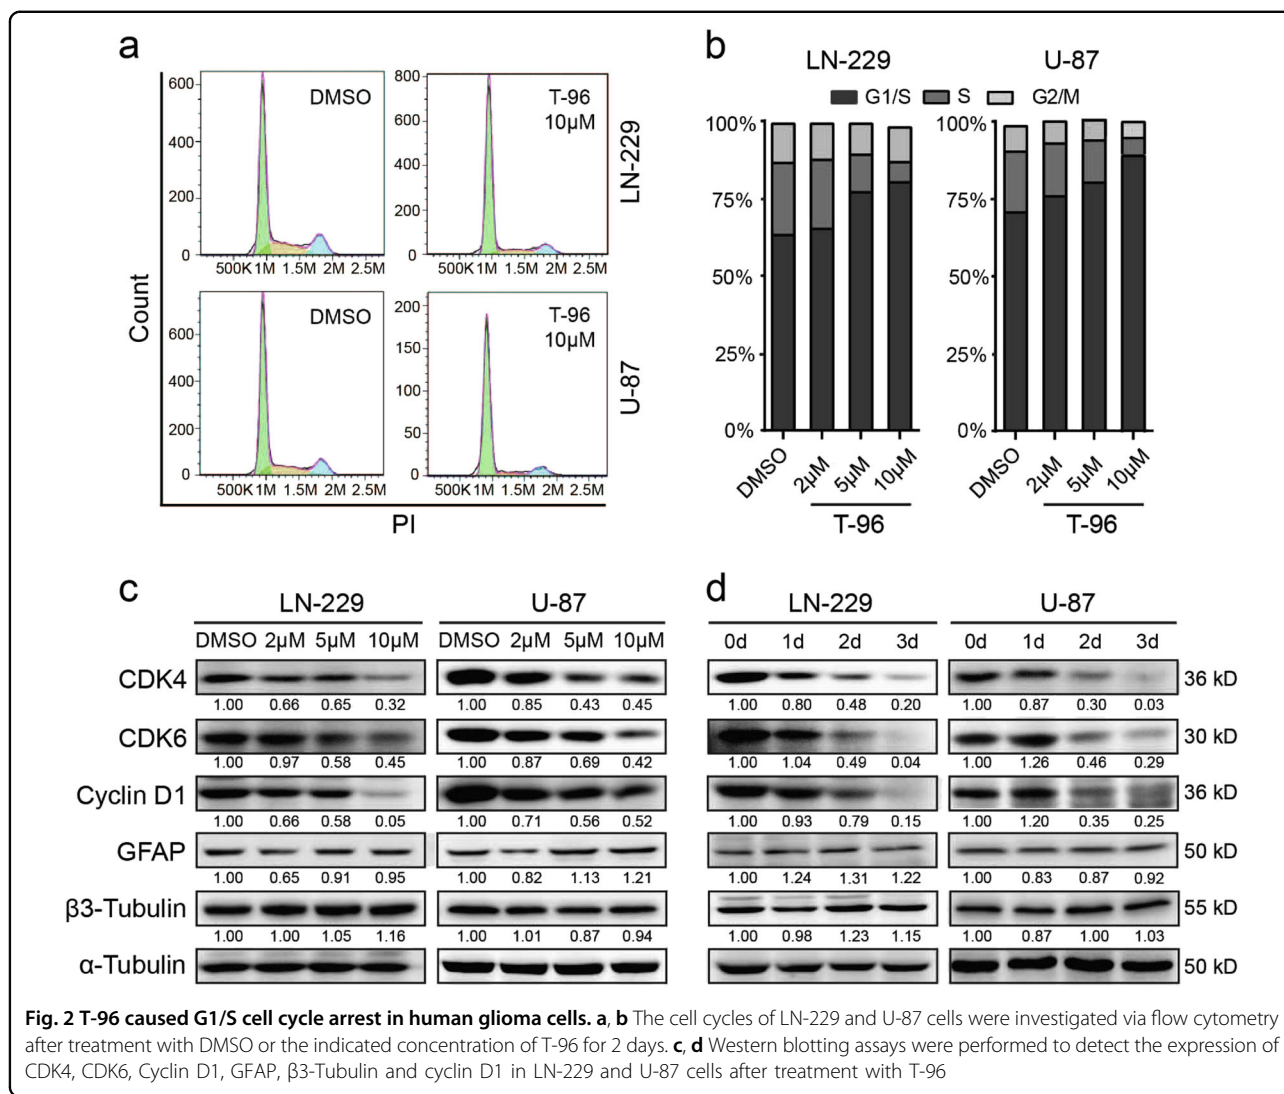 a
600
400
200
0
DMSO
500K 1M 1.5M 2M 2.5M
800
600
400
200
0
T-96
10µM
500K 1M 1.5M 2M 2.5M
LN-229
600
400
200
0
DMSO
500K 1M 1.5M 2M 2.5M
200
150
100
50
0
T-96
10µM
500K 1M 1.5M 2M 2.5M
U-87
Count
PI
b
LN-229 U-87
G1/S S G2/M
100%
75%
50%
25%
0%
DMSO 2µM 5µM 10µM
T-96
100%
75%
50%
25%
0%
DMSO 2µM 5µM 10µM
T-96
c
LN-229 U-87
DMSO 2µM 5µM 10µM DMSO 2µM 5µM 10µM
d
LN-229 U-87
0d 1d 2d 3d 0d 1d 2d 3d
CDK4 36 kD
1.00 0.66 0.65 0.32 1.00 0.85 0.43 0.45 1.00 0.80 0.48 0.20 1.00 0.87 0.30 0.03
CDK6 30 kD
1.00 0.97 0.58 0.45 1.00 0.87 0.69 0.42 1.00 1.04 0.49 0.04 1.00 1.26 0.46 0.29
Cyclin D1 36 kD
1.00 0.66 0.58 0.05 1.00 0.71 0.56 0.52 1.00 0.93 0.79 0.15 1.00 1.20 0.35 0.25
GFAP 50 kD
1.00 0.65 0.91 0.95 1.00 0.82 1.13 1.21 1.00 1.24 1.31 1.22 1.00 0.83 0.87 0.92
β3-Tubulin 55 kD
1.00 1.00 1.05 1.16 1.00 1.01 0.87 0.94 1.00 0.98 1.23 1.15 1.00 0.87 1.00 1.03
α-Tubulin 50 kD
Fig. 2 T-96 caused G1/S cell cycle arrest in human glioma cells. a, b The cell cycles of LN-229 and U-87 cells were investigated via flow cytometry
after treatment with DMSO or the indicated concentration of T-96 for 2 days. c, d Western blotting assays were performed to detect the expression of
CDK4, CDK6, Cyclin D1, GFAP, β3-Tubulin and cyclin D1 in LN-229 and U-87 cells after treatment with T-96